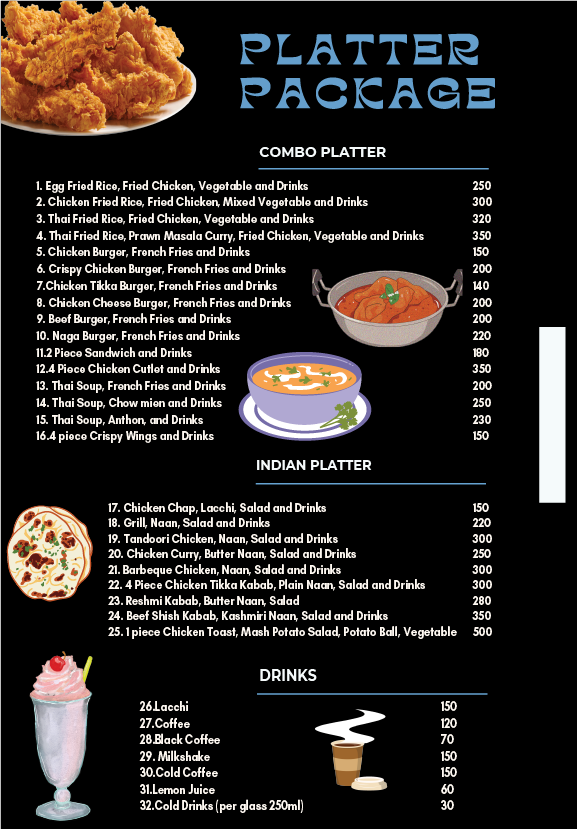 PLATTER
PACKAGE
COMBO PLATTER
1. Egg Fried Rice, Fried Chicken, Vegetable and Drinks 250
2. Chicken Fried Rice, Fried Chicken, Mixed Vegetable and Drinks 300
3. Thai Fried Rice, Fried Chicken, Vegetable and Drinks 320
4. Thai Fried Rice, Prawn Masala Curry, Fried Chicken, Vegetable and Drinks 350
5. Chicken Burger, French Fries and Drinks 150
6. Crispy Chicken Burger, French Fries and Drinks 200
7.Chicken Tikka Burger, French Fries and Drinks 140
8. Chicken Cheese Burger, French Fries and Drinks 200
9. Beef Burger, French Fries and Drinks 200
10. Naga Burger, French Fries and Drinks 220
11.2 Piece Sandwich and Drinks 180
12.4 Piece Chicken Cutlet and Drinks 350
13. Thai Soup, French Fries and Drinks 200
14. Thai Soup, Chow mien and Drinks 250
15. Thai Soup, Anthon, and Drinks 230
16.4 piece Crispy Wings and Drinks 150
INDIAN PLATTER
17. Chicken Chap, Lacchi, Salad and Drinks 150
18. Grill, Naan, Salad and Drinks 220
19. Tandoori Chicken, Naan, Salad and Drinks 300
20. Chicken Curry, Butter Naan, Salad and Drinks 250
21. Barbeque Chicken, Naan, Salad and Drinks 300
22. 4 Piece Chicken Tikka Kabab, Plain Naan, Salad and Drinks 300
23. Reshmi Kabab, Butter Naan, Salad 280
24. Beef Shish Kabab, Kashmiri Naan, Salad and Drinks 350
25. 1 piece Chicken Toast, Mash Potato Salad, Potato Ball, Vegetable 500
DRINKS
26.Lacchi 150
27.Coffee 120
28.Black Coffee 70
29. Milkshake 150
30.Cold Coffee 150
31.Lemon Juice 60
32.Cold Drinks (per glass 250ml) 30